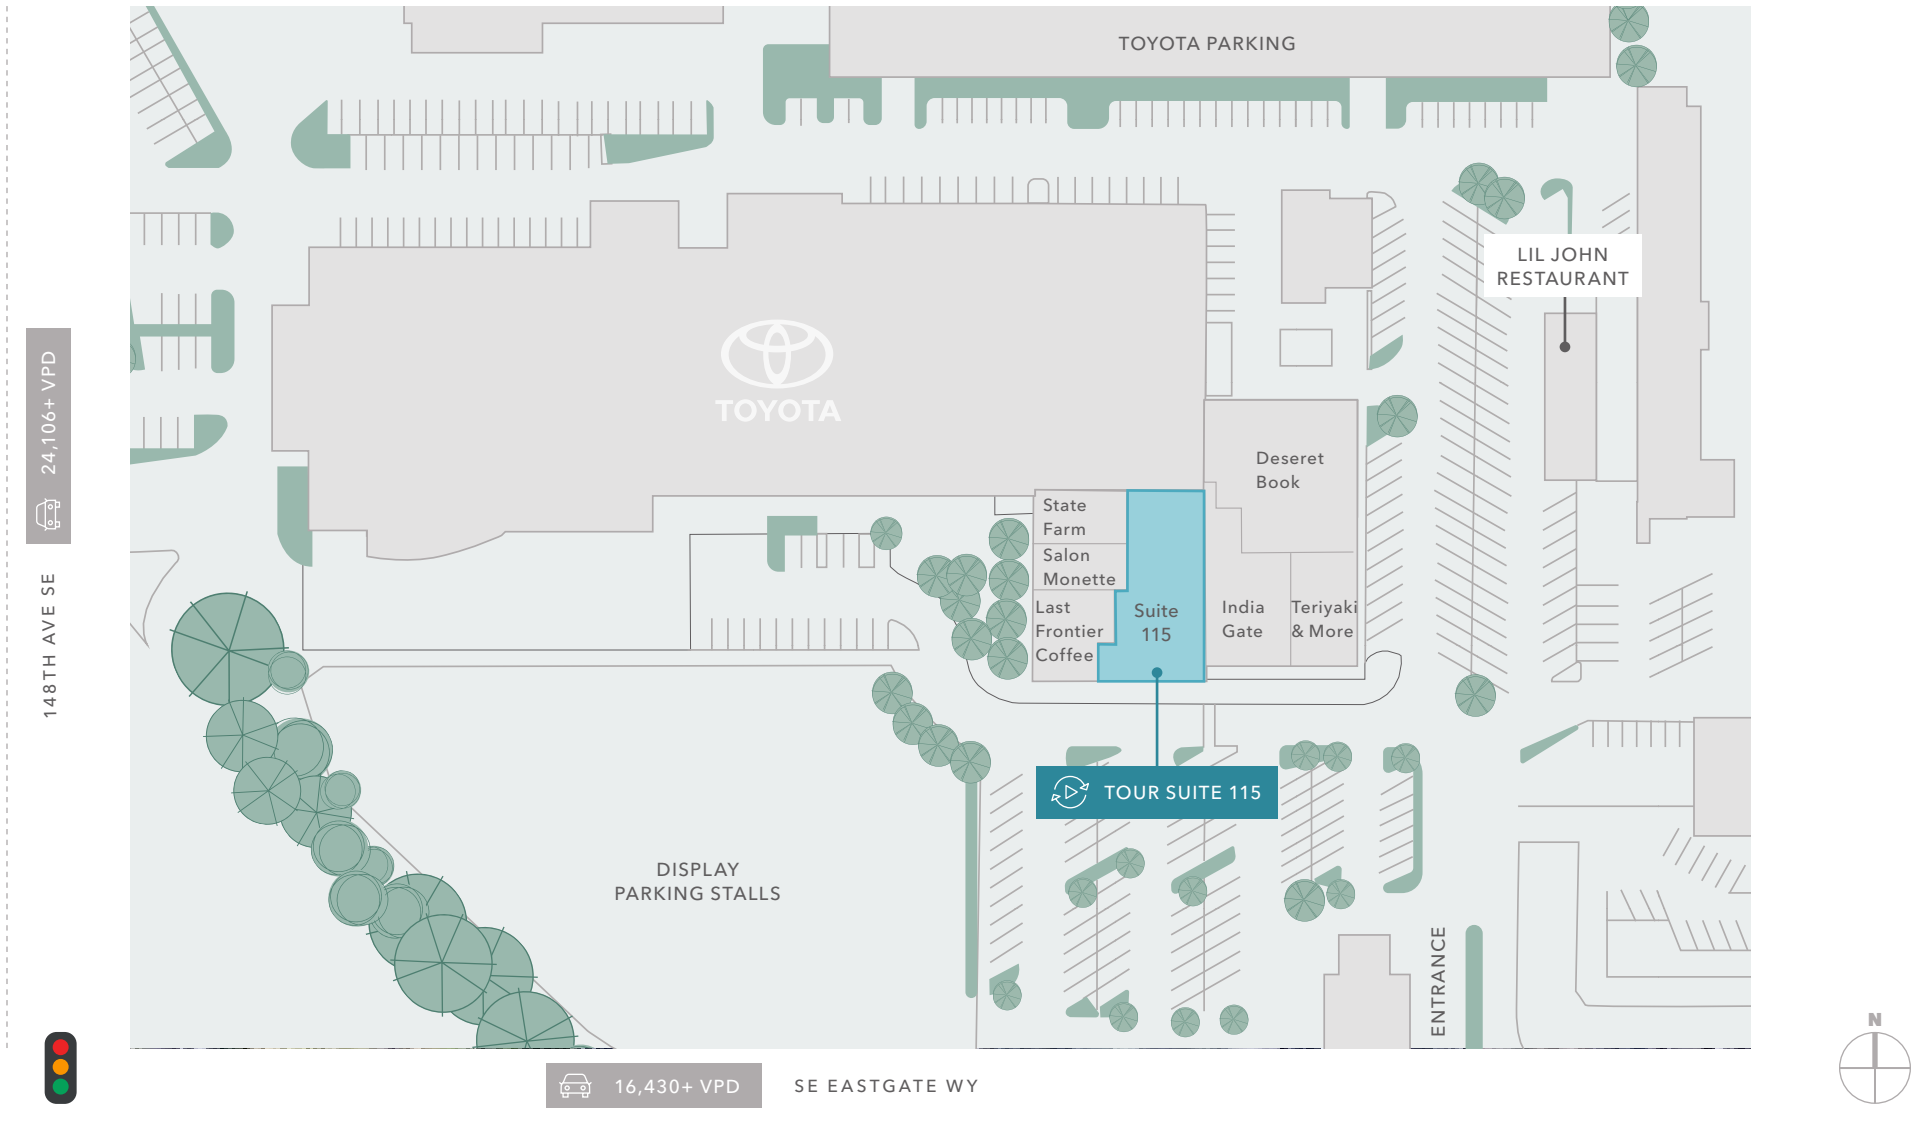 TOYOTA PARKING
LIL JOHN
RESTAURANT
TOYOTA
24,106+ VPD
148TH AVE SE
Deseret
Book
State
Farm
Salon
Monette
Last
Frontier
Coffee
Suite
115
India
Gate
Teriyaki
& More
TOUR SUITE 115
DISPLAY
PARKING STALLS
ENTRANCE
N
16,430+ VPD
SE EASTGATE WY